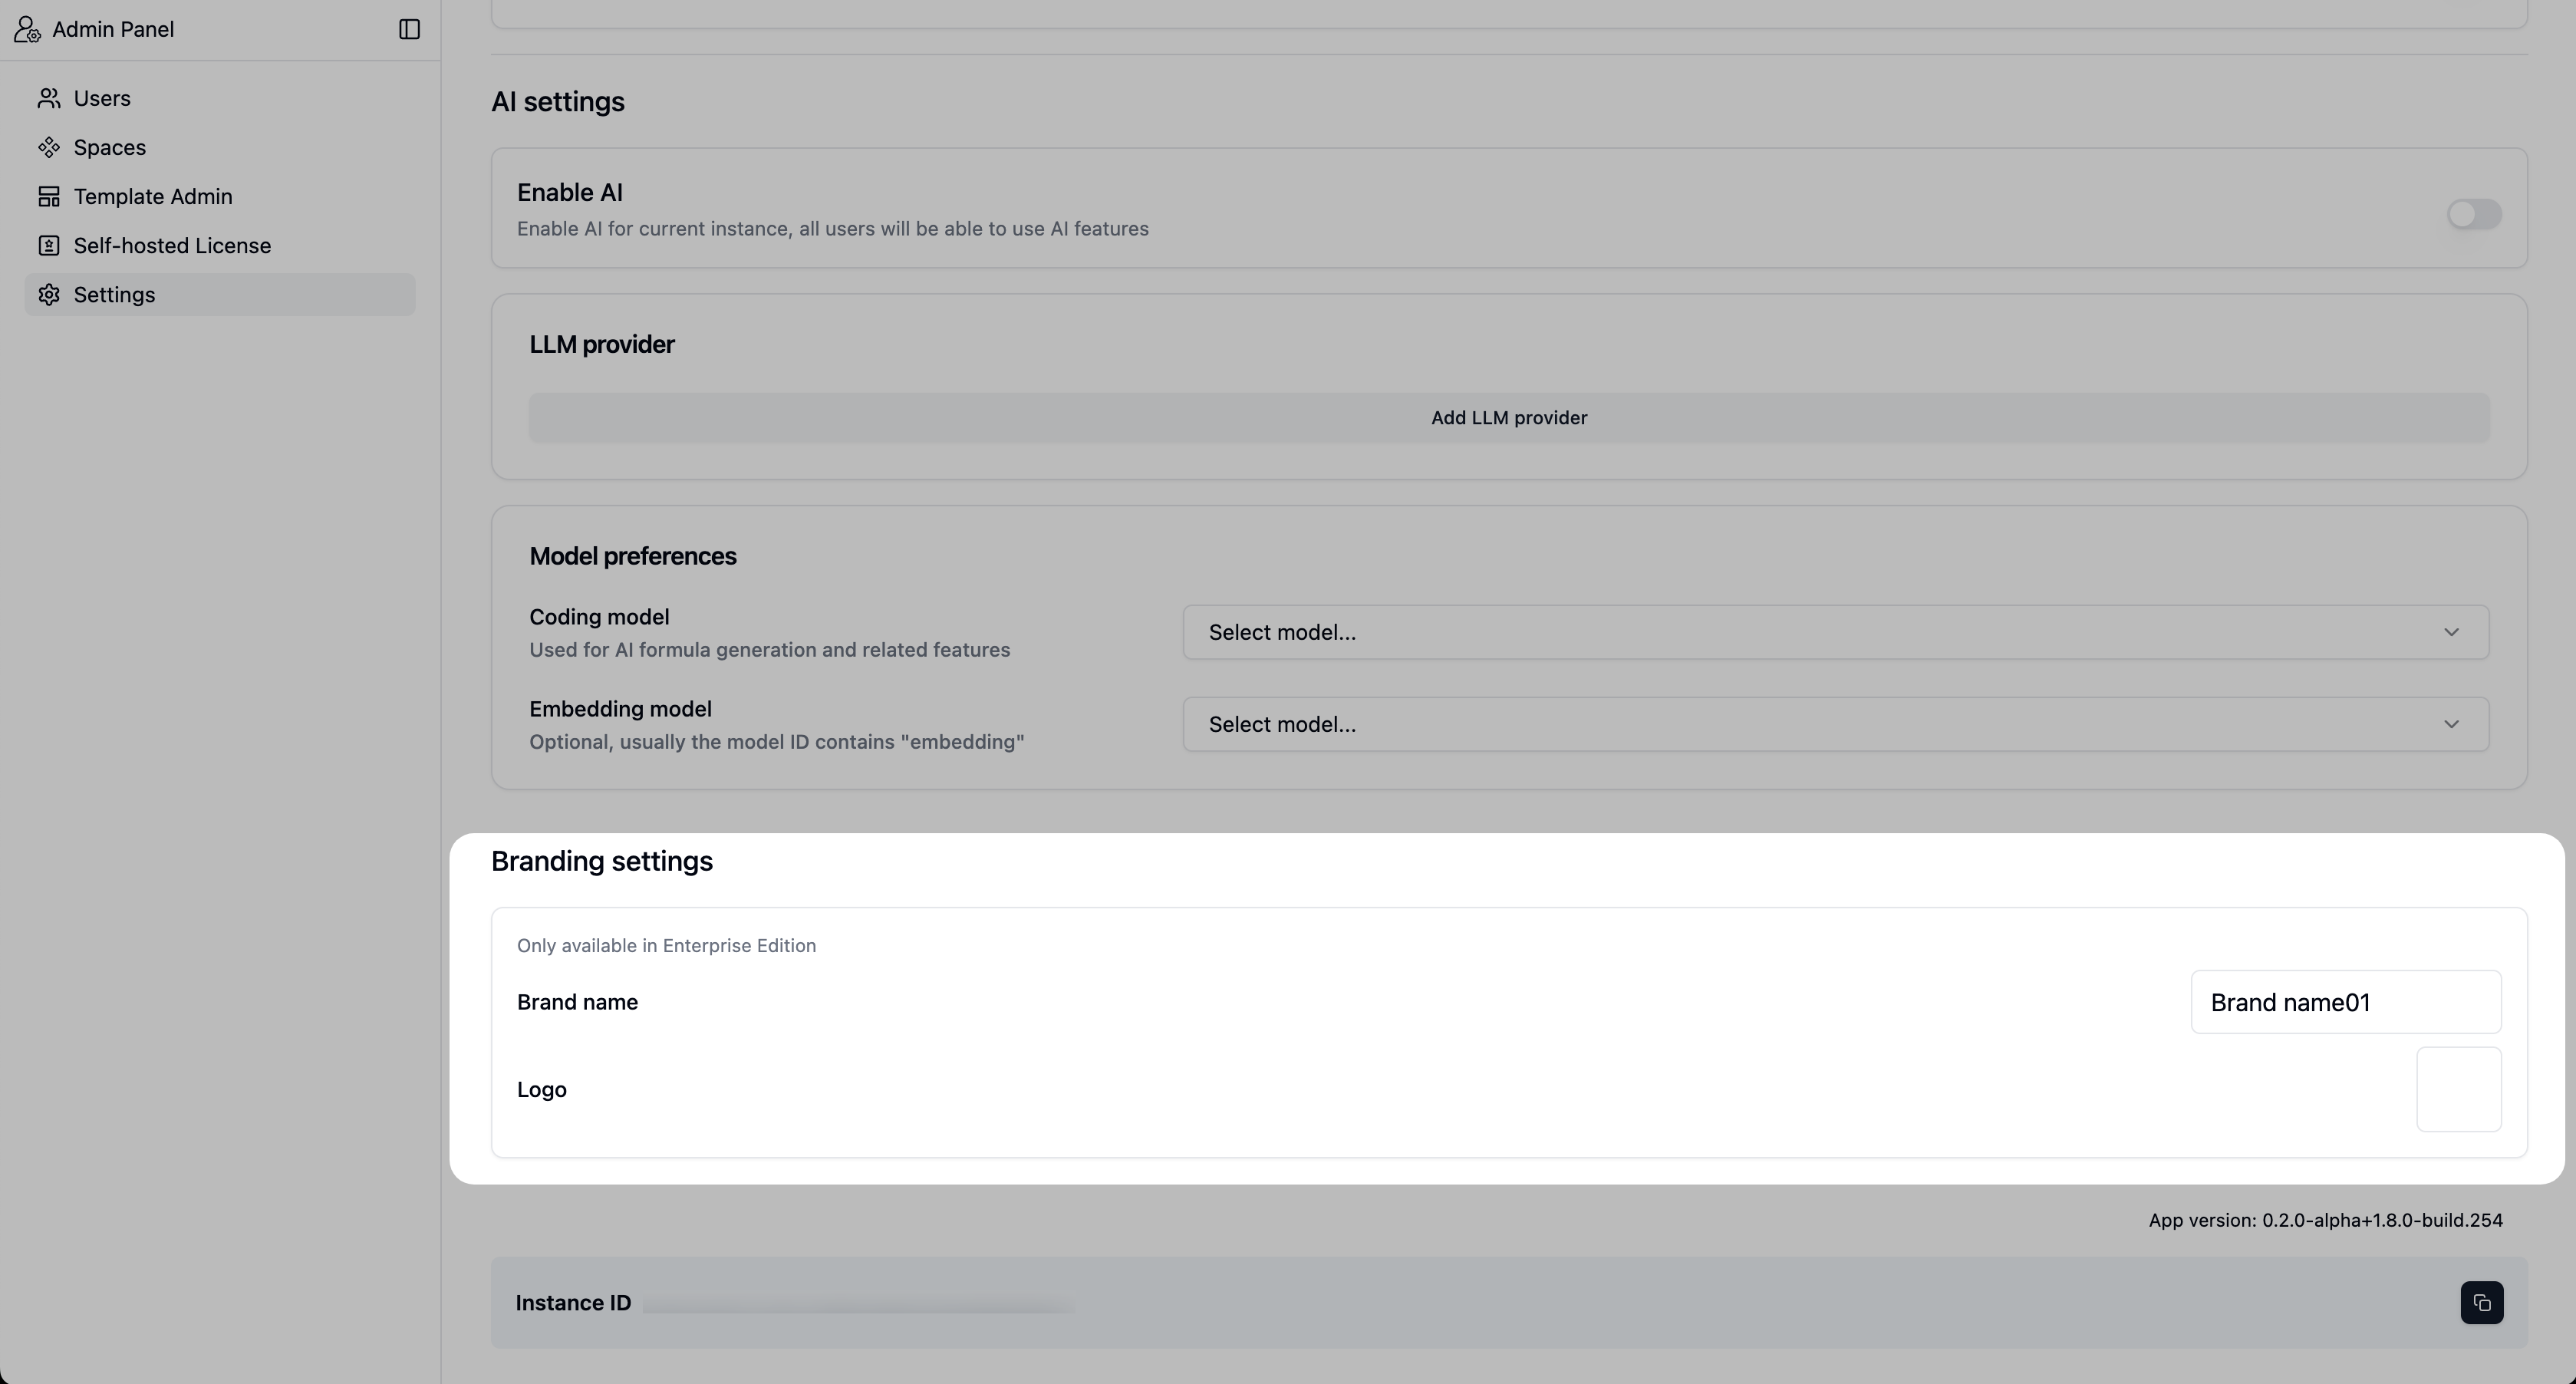 Admin Panel
Users
Spaces
Template Admin
Self-hosted License
Settings
AI settings
Enable AI
Enable AI for current instance, all users will be able to use AI features
LLM provider
Add LLM provider
Model preferences
Coding model
Used for AI formula generation and related features
Select model...
Embedding model
Optional, usually the model ID contains "embedding"
Select model...
Branding settings
Only available in Enterprise Edition
Brand name
Brand name01
Logo
App version: 0.2.0-alpha+1.8.0-build.254
Instance ID